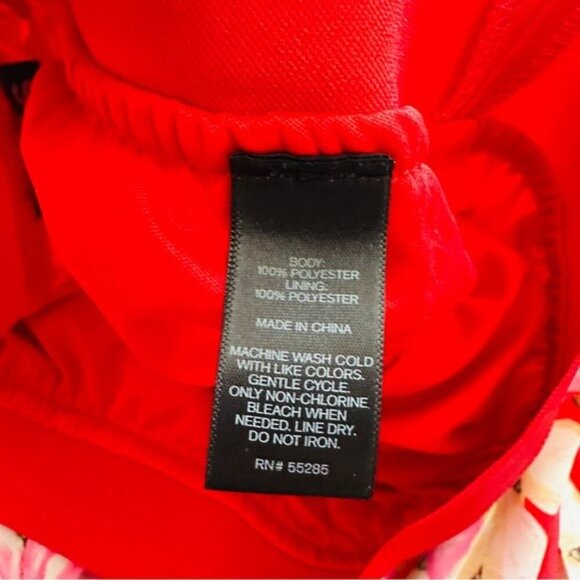 BODY:
100% POLYESTER
LINING:
100% POLYESTER
MADE IN CHINA
MACHINE WASH COLD
WITH LIKE COLORS.
GENTLE CYCLE.
ONLY NON-CHLORINE
BLEACH WHEN
NEEDED. LINE DRY.
DO NOT IRON.
RN# 55285